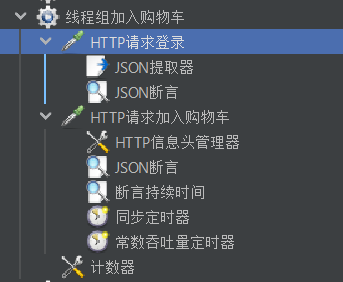 线程组加入购物车
HTTP请求登录
JSON提取器
JSON断言
HTTP请求加入购物车
HTTP信息头管理器
JSON断言
断言持续时间
同步定时器
常数吞吐量定时器
计数器